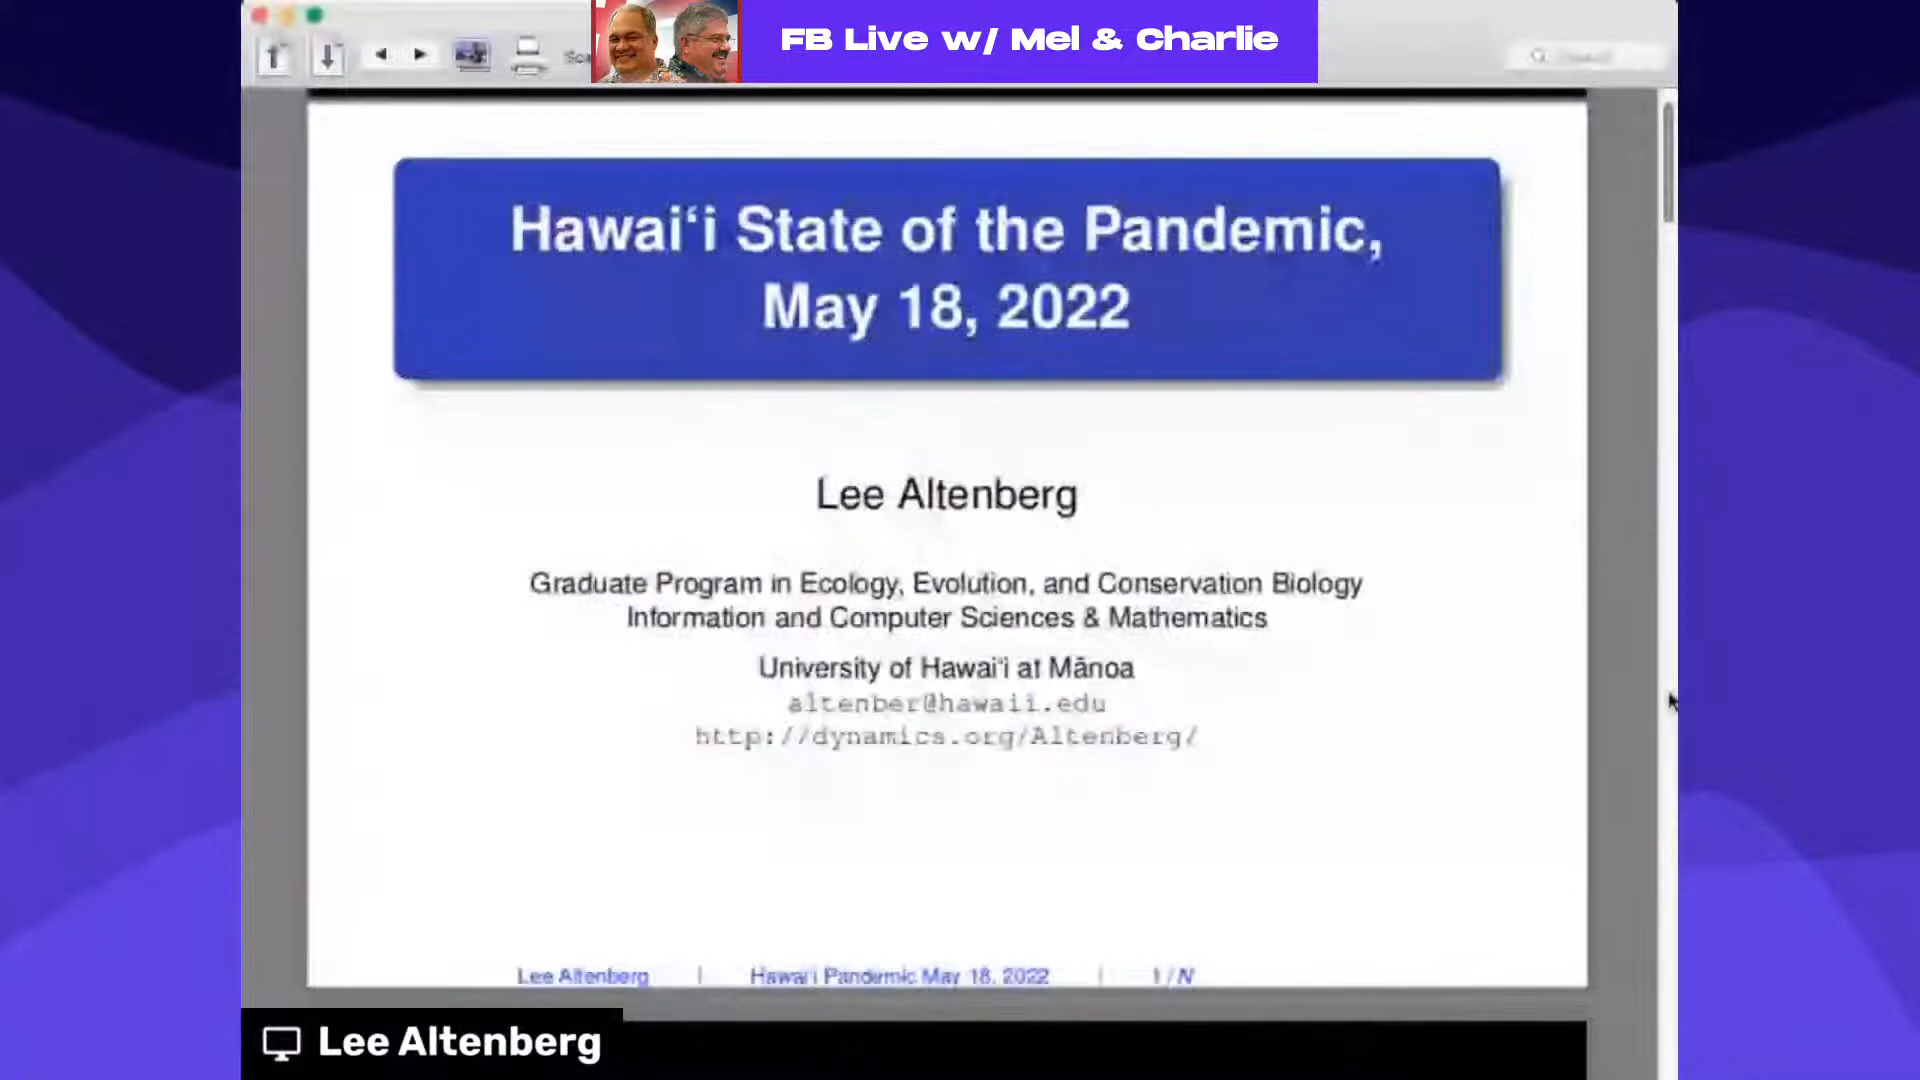 FB Live w/ Mel & Charlie
Hawaiʻi State of the Pandemic,
May 18, 2022
Lee Altenberg
Graduate Program in Ecology, Evolution, and Conservation Biology
Information and Computer Sciences & Mathematics
University of Hawaiʻi at Mānoa
altenber@hawaii.edu
http://dynamics.org/Altenberg/
Lee Altenberg | Hawaiʻi Pandemic May 18, 2022 | 1 / N
Lee Altenberg